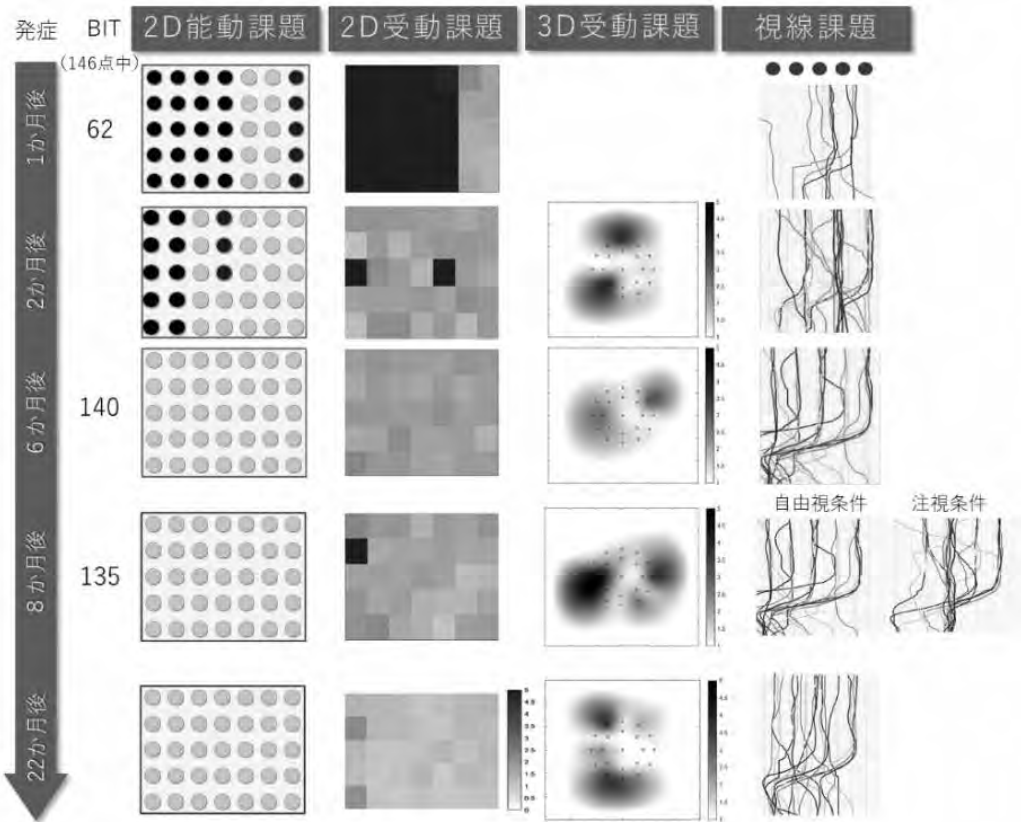 発症
BIT
(146点中)
2D能動課題
2D受動課題
3D受動課題
視線課題
1か月後
62
2か月後
6か月後
140
自由視条件
注視条件
8か月後
135
22か月後